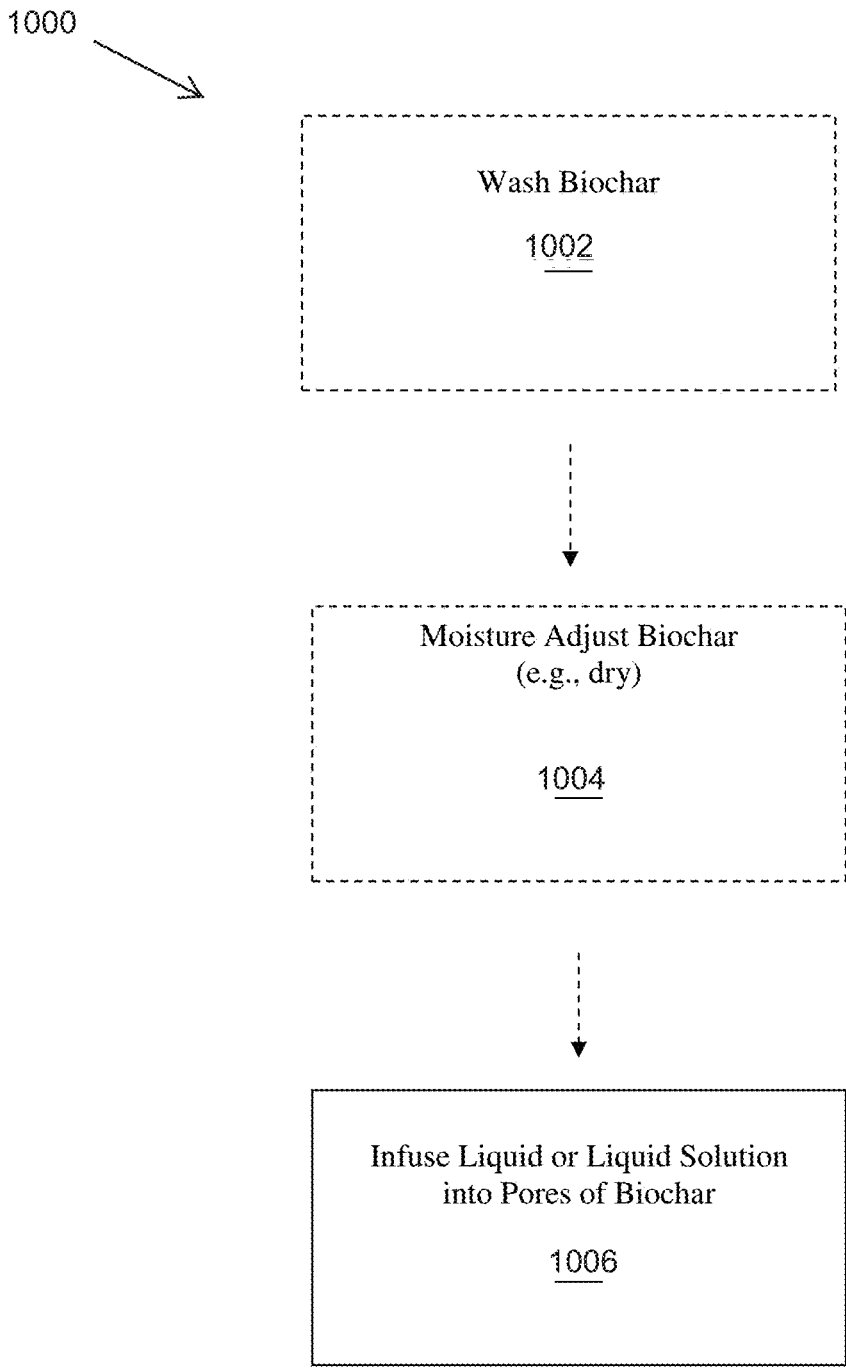 1000
Wash Biochar
1002
Moisture Adjust Biochar
(e.g., dry)
1004
Infuse Liquid or Liquid Solution
into Pores of Biochar
1006